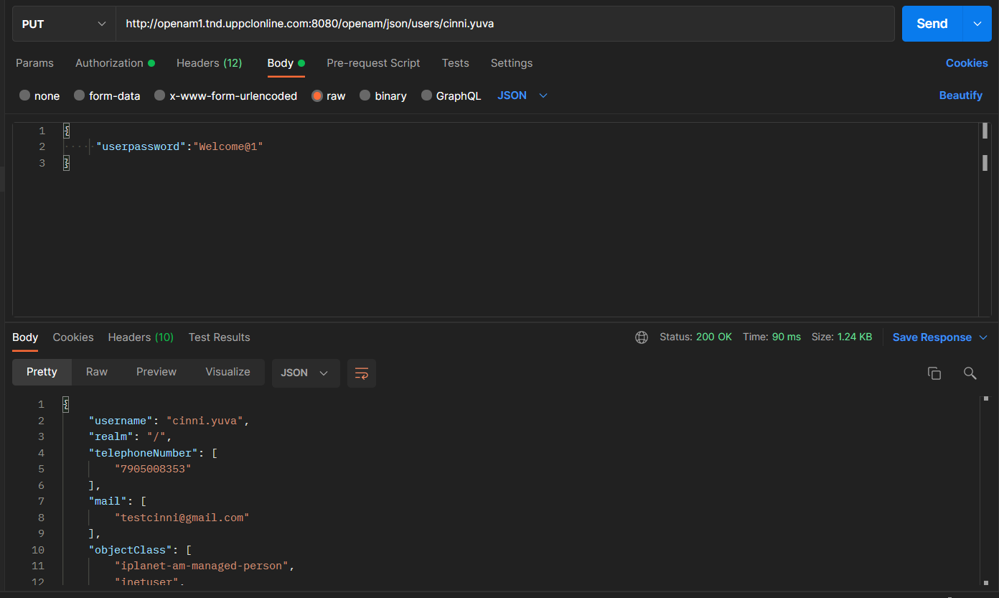 PUT http://openam1.tnd.uppclonline.com:8080/openam/json/users/cinni.yuva Send
Params Authorization Headers (12) Body Pre-request Script Tests Settings Cookies
none form-data x-www-form-urlencoded raw binary GraphQL JSON Beautify
1 {
2 "userpassword":"Welcome@1"
3 }
Body Cookies Headers (10) Test Results Status: 200 OK Time: 90 ms Size: 1.24 KB Save Response
Pretty Raw Preview Visualize JSON
1 {
2 "username": "cinni.yuva",
3 "realm": "/",
4 "telephoneNumber": [
5 "7905008353"
6 ],
7 "mail": [
8 "testcinni@gmail.com"
9 ],
10 "objectClass": [
11 "iplanet-am-managed-person",
12 "inetuser",